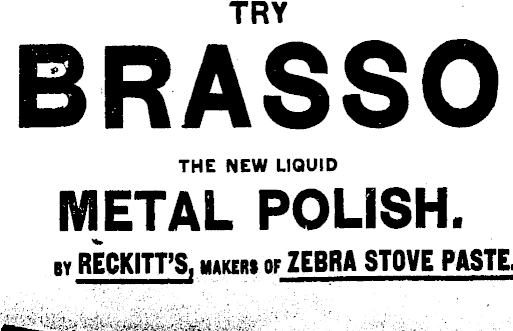 TRY
BRASSO
THE NEW LIQUID
METAL POLISH.
BY RECKITT'S, MAKERS OF ZEBRA STOVE PASTE.